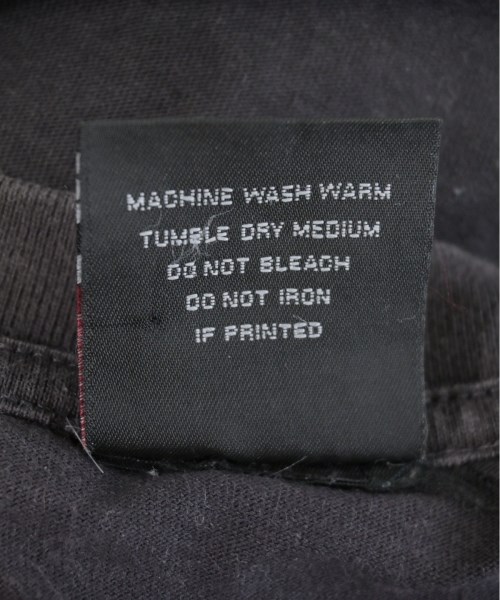 MACHINE WASH WARM
TUMBLE DRY MEDIUM
DO NOT BLEACH
DO NOT IRON
IF PRINTED